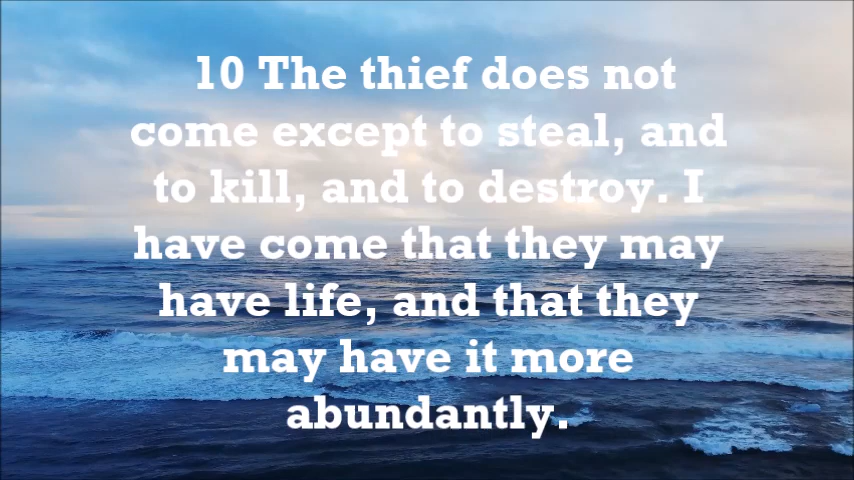 10 The thief does not
come except to steal, and
to kill, and to destroy. I
have come that they may
have life, and that they
may have it more
abundantly.